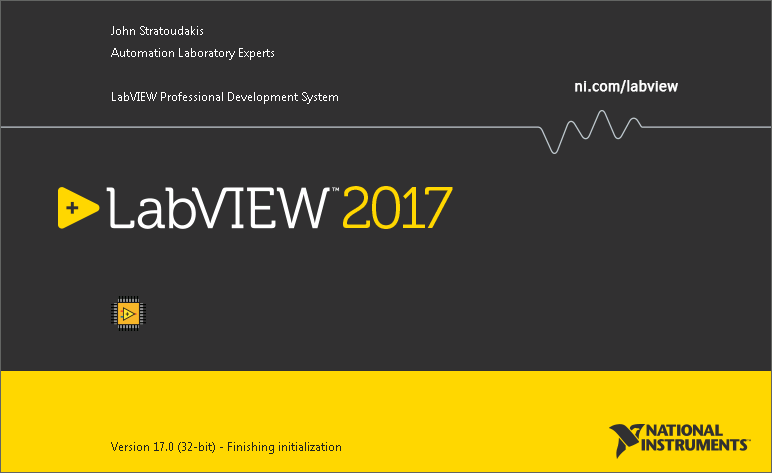 John Stratoudakis
Automation Laboratory Experts
LabVIEW Professional Development System
ni.com/labview
LabVIEW™ 2017
Version 17.0 (32-bit) - Finishing initialization
NATIONAL
INSTRUMENTS™